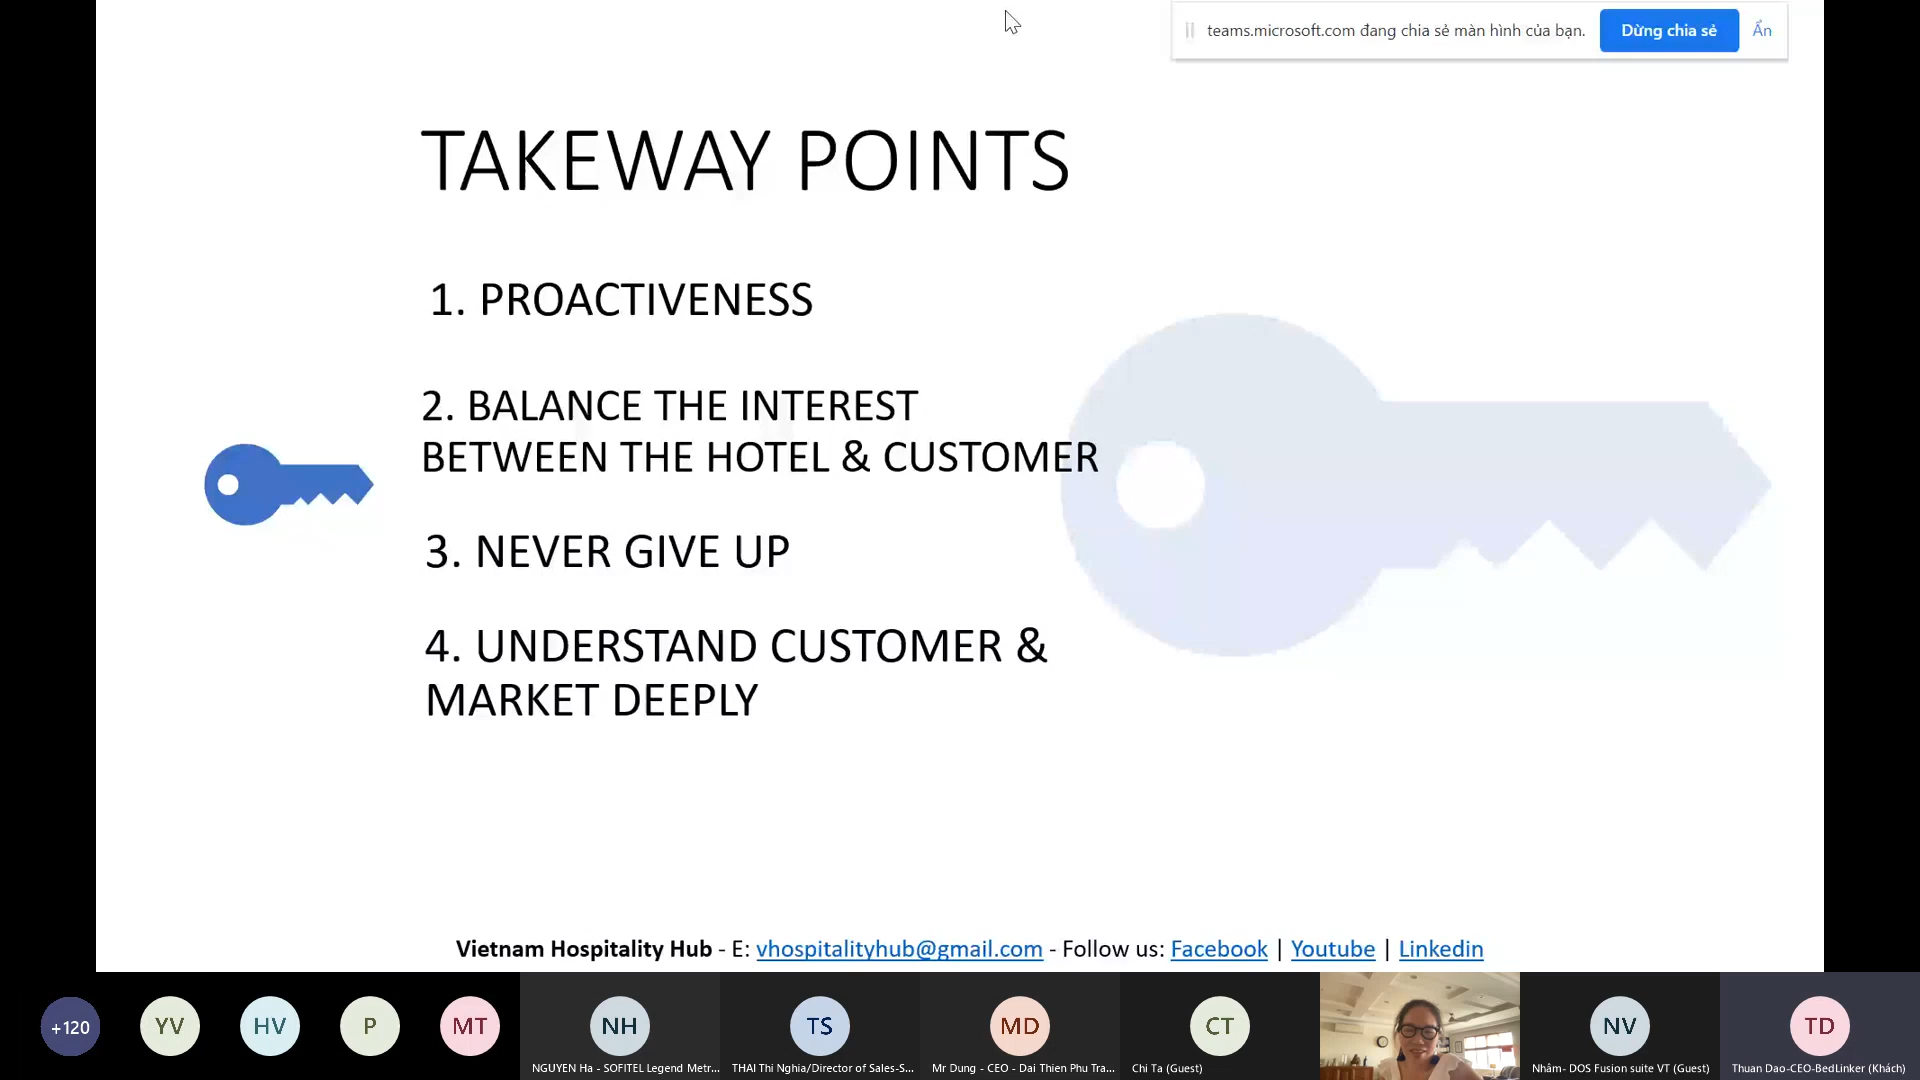 teams.microsoft.com đang chia sẻ màn hình của bạn. Dừng chia sẻ Ẩn
TAKEWAY POINTS
1. PROACTIVENESS
2. BALANCE THE INTEREST
BETWEEN THE HOTEL & CUSTOMER
3. NEVER GIVE UP
4. UNDERSTAND CUSTOMER &
MARKET DEEPLY
Vietnam Hospitality Hub - E: vhospitalityhub@gmail.com - Follow us: Facebook | Youtube | Linkedin
+120 YV HV P MT NH TS MD CT NV TD
NGUYEN Ha - SOFITEL Legend Metr... THAI Thi Nghia/Director of Sales-S... Mr Dung - CEO - Dai Thien Phu Tra... Chi Ta (Guest) Nhâm- DOS Fusion suite VT (Guest) Thuan Dao-CEO-BedLinker (Khách)